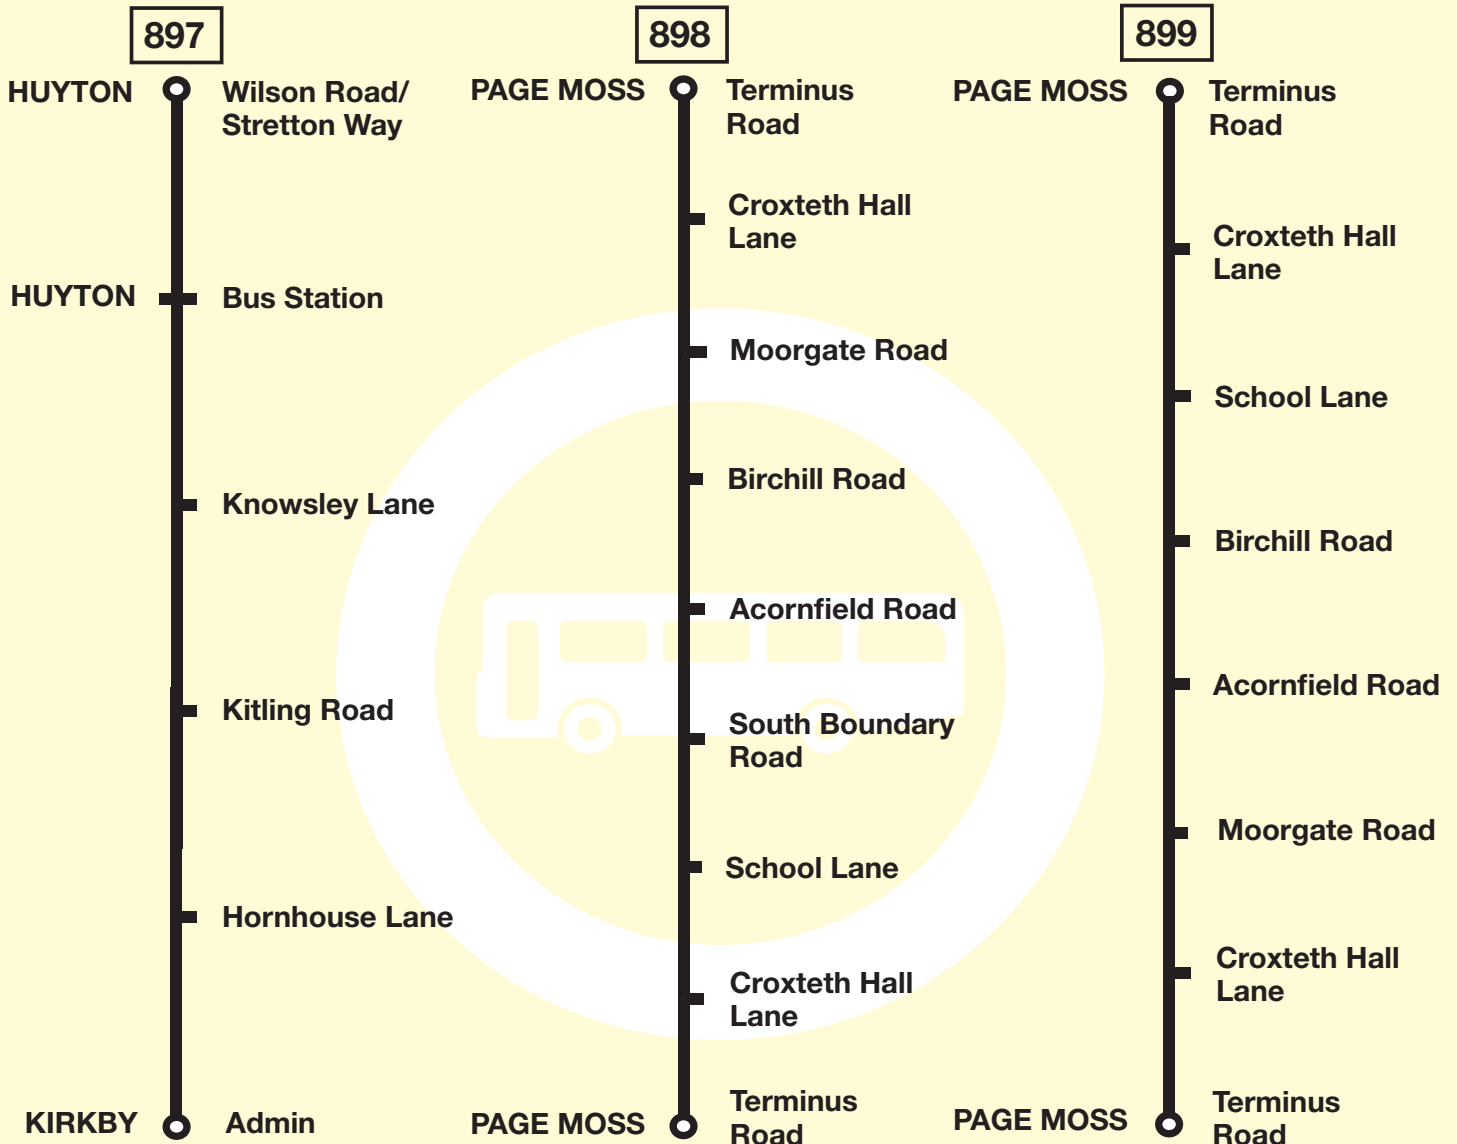 897
HUYTON
Wilson Road/
Stretton Way
HUYTON
Bus Station
Knowsley Lane
Kitling Road
Hornhouse Lane
KIRKBY
Admin
898
PAGE MOSS
Terminus
Road
Croxteth Hall
Lane
Moorgate Road
Birchill Road
Acornfield Road
South Boundary
Road
School Lane
Croxteth Hall
Lane
PAGE MOSS
Terminus
Road
899
PAGE MOSS
Terminus
Road
Croxteth Hall
Lane
School Lane
Birchill Road
Acornfield Road
Moorgate Road
Croxteth Hall
Lane
PAGE MOSS
Terminus
Road